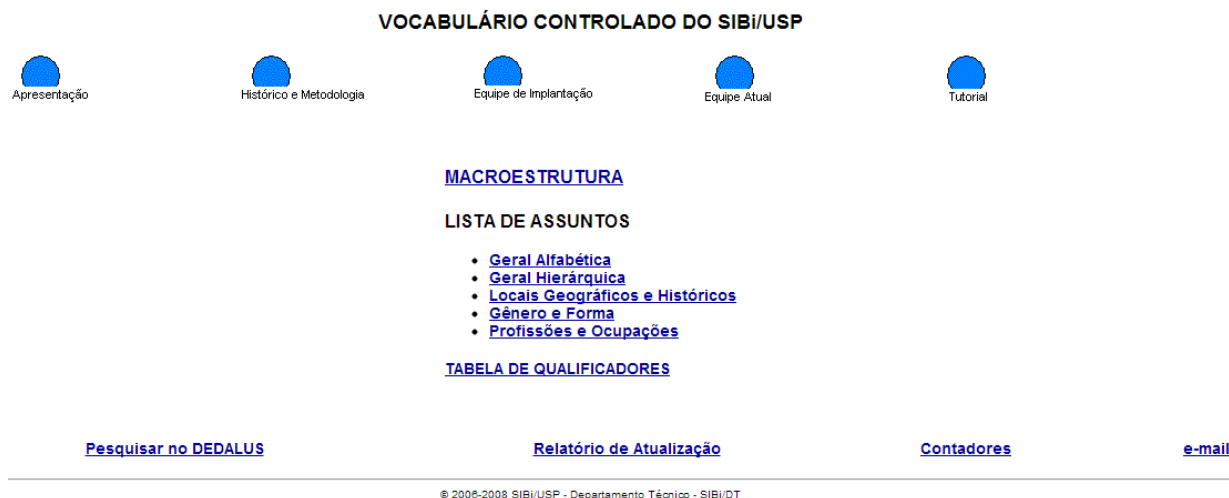 VOCABULÁRIO CONTROLADO DO SIBi/USP
Apresentação
Histórico e Metodologia
Equipe de Implantação
Equipe Atual
Tutorial
MACROESTRUTURA
LISTA DE ASSUNTOS
Geral Alfabética
Geral Hierárquica
Locais Geográficos e Históricos
Gênero e Forma
Profissões e Ocupações
TABELA DE QUALIFICADORES
Pesquisar no DEDALUS
Relatório de Atualização
Contadores
e-mail
© 2006-2008 SIBi/USP - Departamento Técnico - SIBi/DT